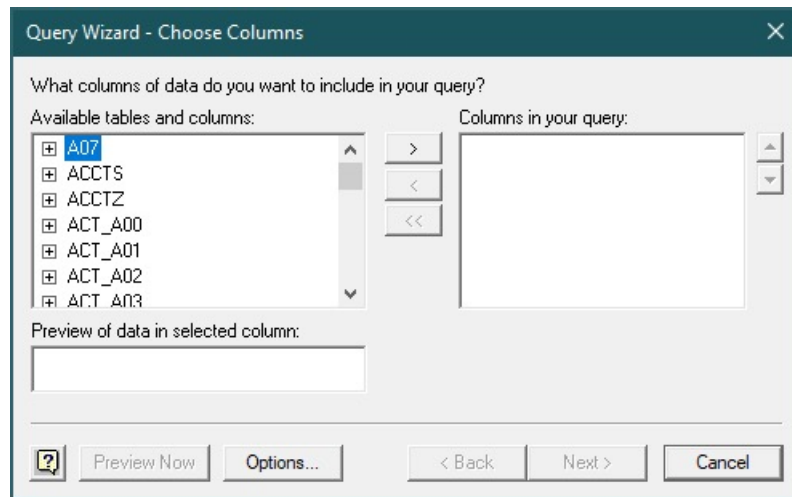 Query Wizard - Choose Columns
What columns of data do you want to include in your query?
Available tables and columns:
Columns in your query:
A07
ACCTS
ACCTZ
ACT_A00
ACT_A01
ACT_A02
ACT_A03
>
<
<<
Preview of data in selected column:
?
Preview Now
Options...
< Back
Next >
Cancel